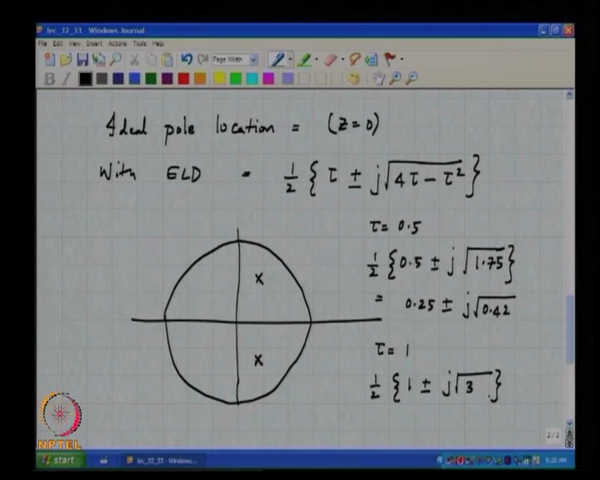 lec_32_33 - Windows Journal
File Edit View Insert Actions Tools Help
Page Width
B I
Ideal pole location = (z=0)
With ELD = 1/2 { τ ± j√(4τ - τ²) }
τ = 0.5
1/2 { 0.5 ± j√1.75 }
= 0.25 ± j√0.42
x
τ = 1
x
1/2 { 1 ± j√3 . }
NPTEL
2/2
start
lec_32_33 - Windows...